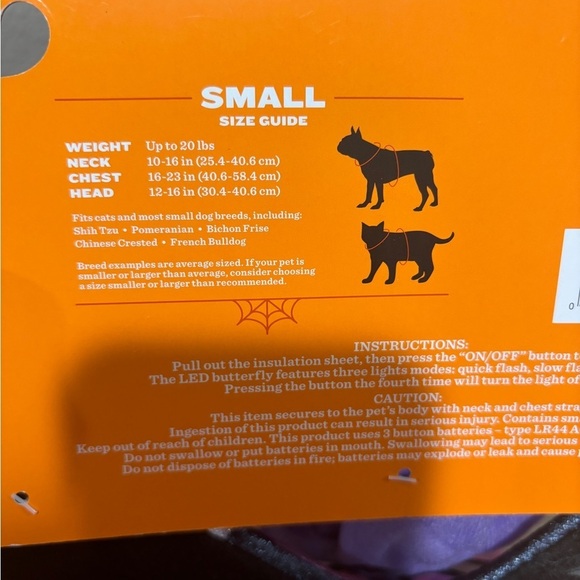 SMALL
SIZE GUIDE
WEIGHT Up to 20 lbs
NECK 10-16 in (25.4-40.6 cm)
CHEST 16-23 in (40.6-58.4 cm)
HEAD 12-16 in (30.4-40.6 cm)
Fits cats and most small dog breeds, including:
Shih Tzu • Pomeranian • Bichon Frise
Chinese Crested • French Bulldog
Breed examples are average sized. If your pet is
smaller or larger than average, consider choosing
a size smaller or larger than recommended.
0
INSTRUCTIONS:
Pull out the insulation sheet, then press the "ON/OFF" button to
The LED butterfly features three lights modes: quick flash, slow fla
Pressing the button the fourth time will turn the light of
CAUTION:
This item secures to the pet's body with neck and chest stra
Ingestion of this product can result in serious injury. Contains sm
Keep out of reach of children. This product uses 3 button batteries – type LR44 A
Do not swallow or put batteries in mouth. Swallowing may lead to serious
Do not dispose of batteries in fire; batteries may explode or leak and cause